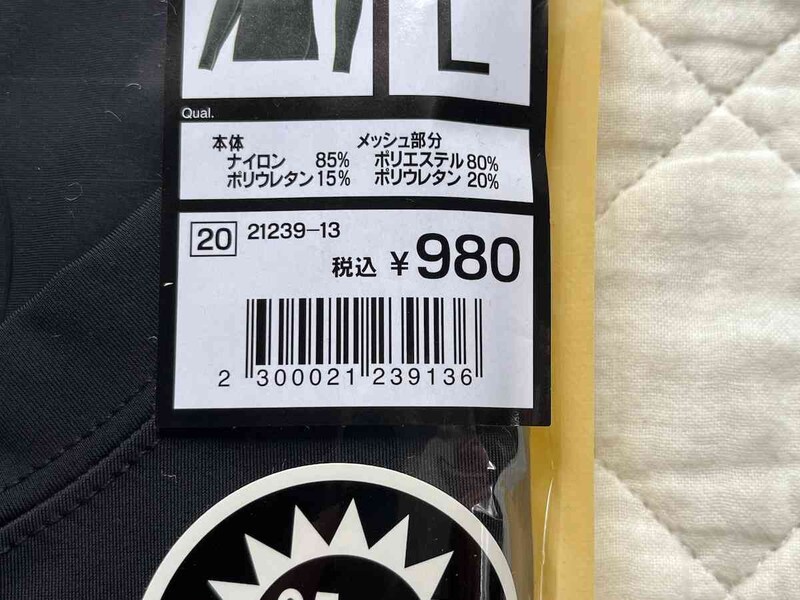 L
Qual.
本体 メッシュ部分
ナイロン 85% ポリエステル 80%
ポリウレタン 15% ポリウレタン 20%
20 21239-13
税込 ¥980
2 300021 239136